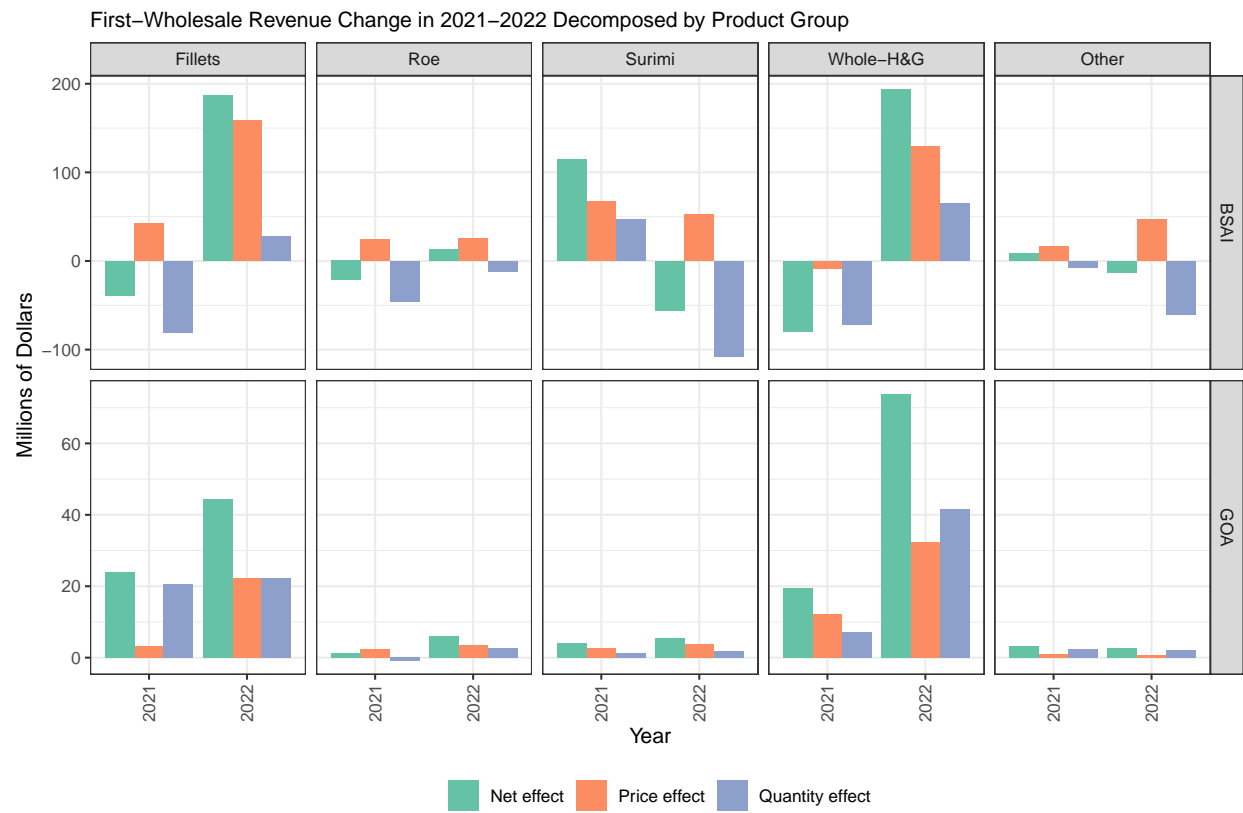 First−Wholesale Revenue Change in 2021−2022 Decomposed by Product Group
Fillets
Roe
Surimi
Whole−H&G
Other
200
100
0
−100
BSAI
60
40
20
0
GOA
Millions of Dollars
2021
2022
2021
2022
2021
2022
2021
2022
2021
2022
Year
Net effect
Price effect
Quantity effect